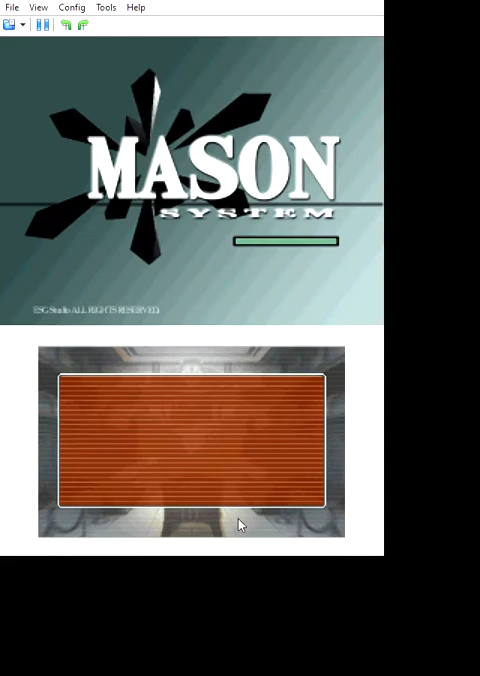 File View Config Tools Help
MASON
SYSTEM
ESG Studio ALL RIGHTS RESERVED.